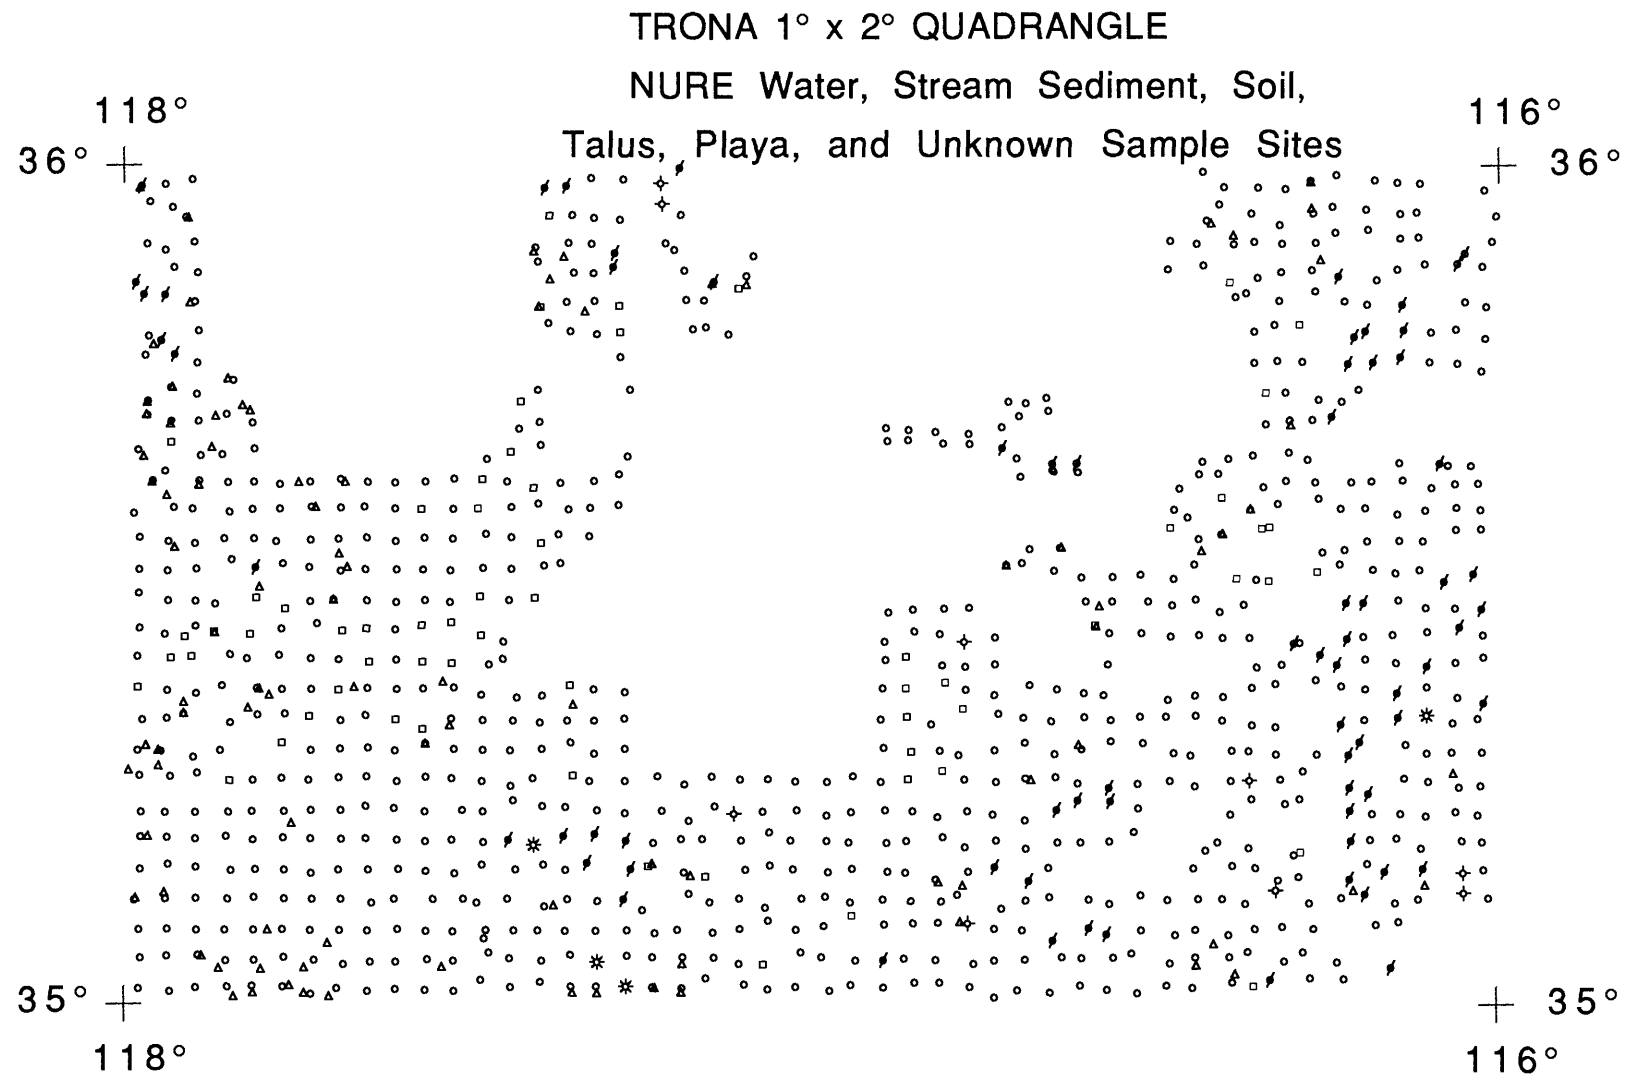 TRONA 1° x 2° QUADRANGLE
NURE Water, Stream Sediment, Soil,
118° 116°
Talus, Playa, and Unknown Sample Sites
36° 36°
35° 35°
118° 116°